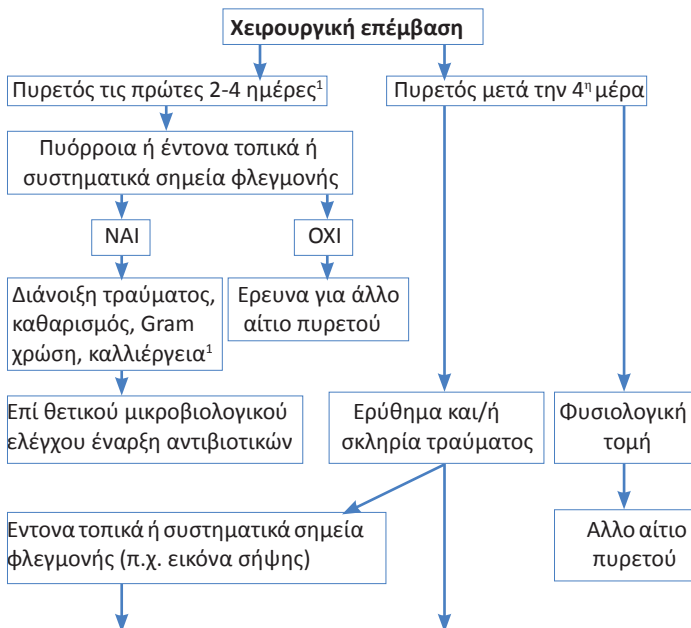 Χειρουργική επέμβαση
Πυρετός τις πρώτες 2-4 ημέρες¹
Πυρετός μετά την 4η μέρα
Πυόρροια ή έντονα τοπικά ή
συστηματικά σημεία φλεγμονής
ΝΑΙ
ΟΧΙ
Διάνοιξη τραύματος,
καθαρισμός, Gram
χρώση, καλλιέργεια¹
Ερευνα για άλλο
αίτιο πυρετού
Επί θετικού μικροβιολογικού
ελέγχου έναρξη αντιβιοτικών
Ερύθημα και/ή
σκληρία τραύματος
Φυσιολογική
τομή
Εντονα τοπικά ή συστηματικά σημεία
φλεγμονής (π.χ. εικόνα σήψης)
Αλλο αίτιο
πυρετού